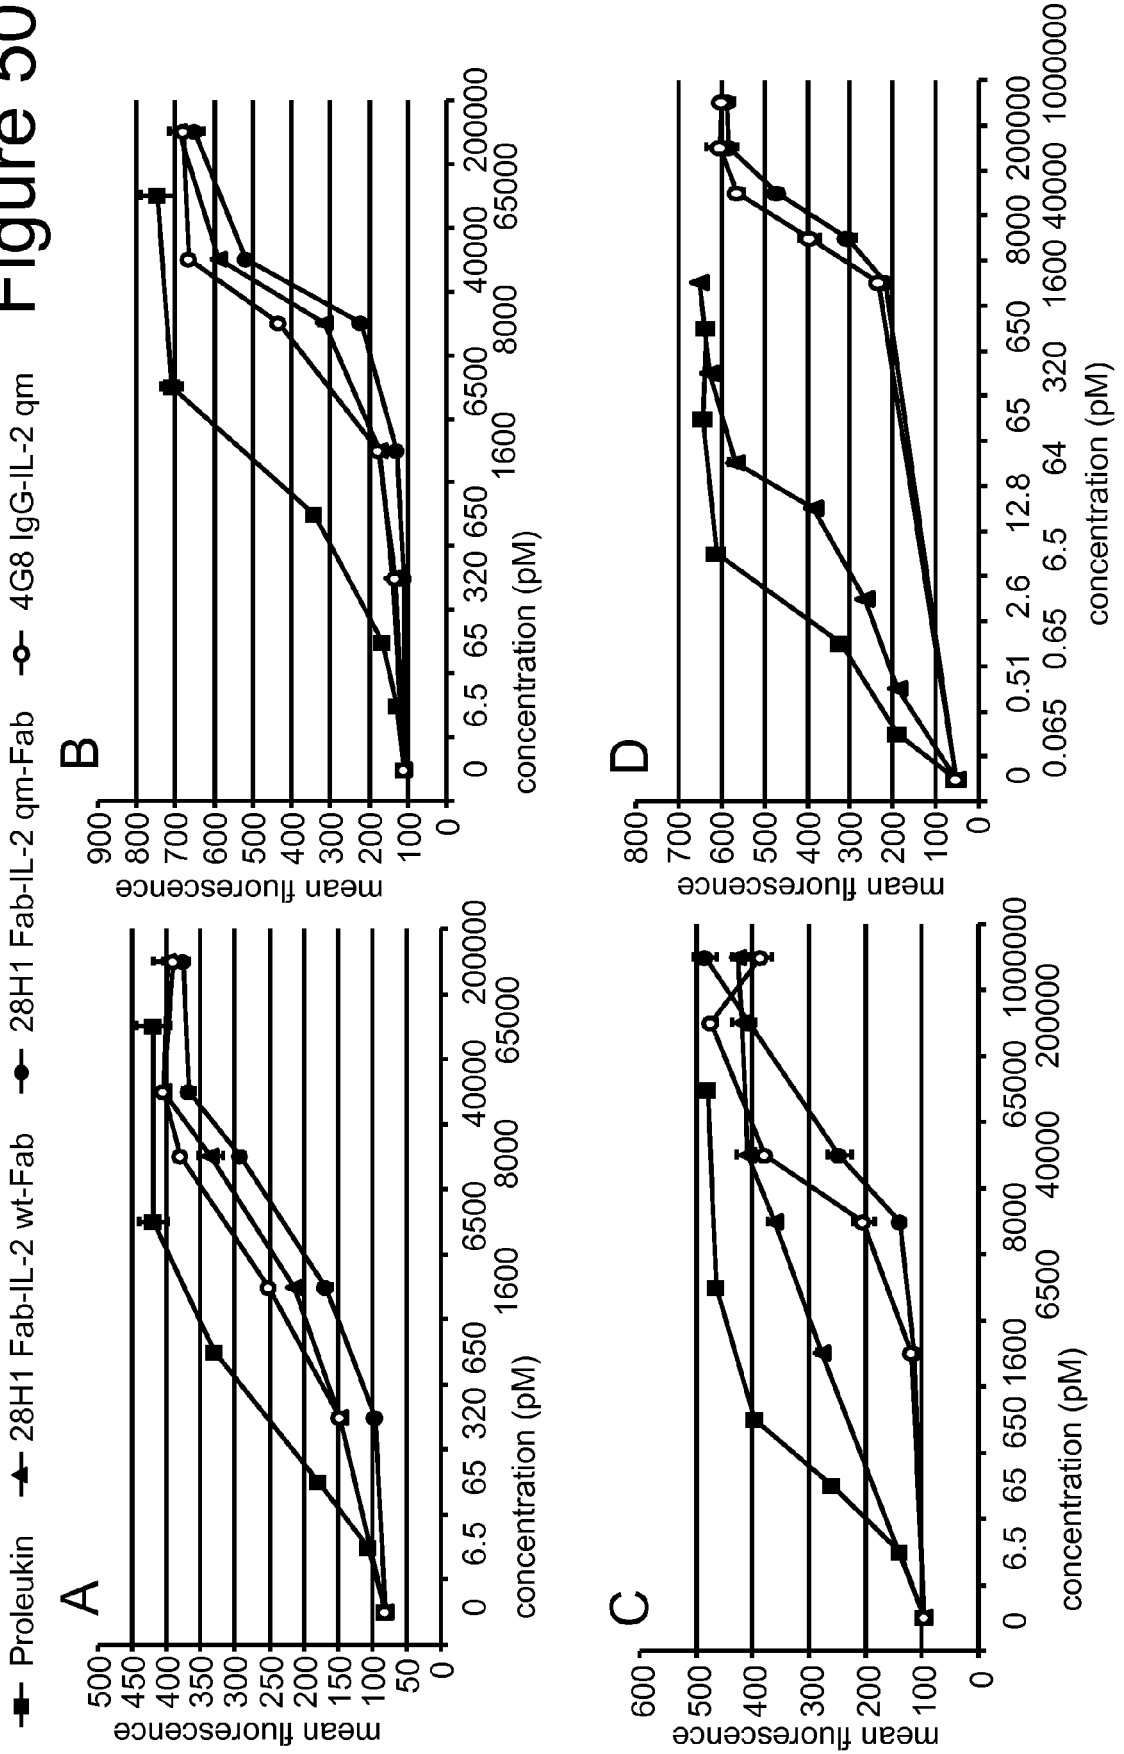 Figure 50
Proleukin 28H1 Fab-IL-2 wt-Fab 28H1 Fab-IL-2 qm-Fab 4G8 IgG-IL-2 qm
A
500
450
400
350
300
250
200
150
100
50
0
mean fluorescence
0 6.5 65 320 650 1600 6500 8000 40000 65000 200000
concentration (pM)
B
900
800
700
600
500
400
300
200
100
0
mean fluorescence
0 6.5 65 320 650 1600 6500 8000 40000 65000 200000
concentration (pM)
C
600
500
400
300
200
100
0
mean fluorescence
0 6.5 65 650 1600 6500 8000 40000 65000 200000 1000000
concentration (pM)
D
800
700
600
500
400
300
200
100
0
mean fluorescence
0 0.51 2.6 12.8 65 650 8000 200000
0.065 0.65 6.5 64 320 1600 40000 1000000
concentration (pM)